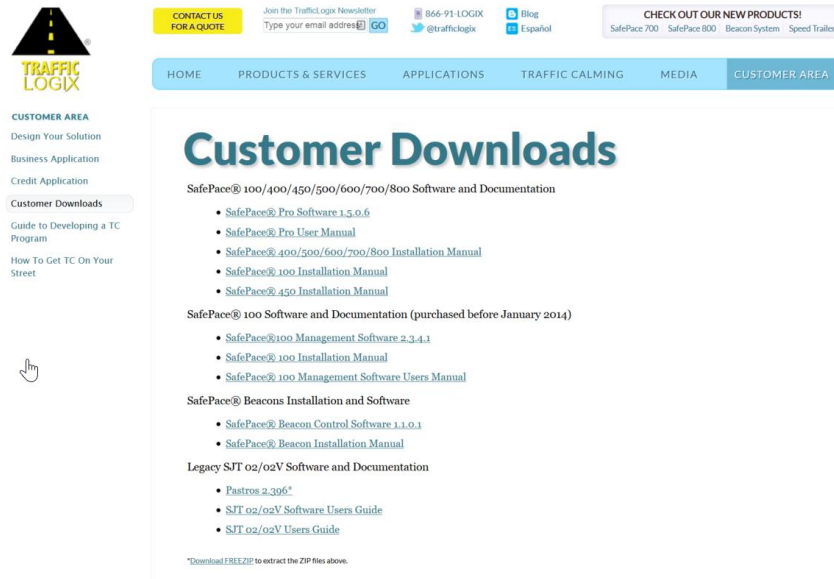 CONTACT US
FOR A QUOTE
Join the TrafficLogix Newsletter
Type your email address
GO
866-91-LOGIX
@trafficlogix
Blog
Español
CHECK OUT OUR NEW PRODUCTS!
SafePace 700 SafePace 800 Beacon System Speed Trailer
TRAFFIC
LOGIX
®
HOME PRODUCTS & SERVICES APPLICATIONS TRAFFIC CALMING MEDIA CUSTOMER AREA
CUSTOMER AREA
Design Your Solution
Business Application
Credit Application
Customer Downloads
Guide to Developing a TC
Program
How To Get TC On Your
Street
Customer Downloads
SafePace® 100/400/450/500/600/700/800 Software and Documentation
• SafePace® Pro Software 1.5.0.6
• SafePace® Pro User Manual
• SafePace® 400/500/600/700/800 Installation Manual
• SafePace® 100 Installation Manual
• SafePace® 450 Installation Manual
SafePace® 100 Software and Documentation (purchased before January 2014)
• SafePace®100 Management Software 2.3.4.1
• SafePace® 100 Installation Manual
• SafePace® 100 Management Software Users Manual
SafePace® Beacons Installation and Software
• SafePace® Beacon Control Software 1.1.0.1
• SafePace® Beacon Installation Manual
Legacy SJT 02/02V Software and Documentation
• Pastros 2.396*
• SJT 02/02V Software Users Guide
• SJT 02/02V Users Guide
*Download FREEZIP to extract the ZIP files above.